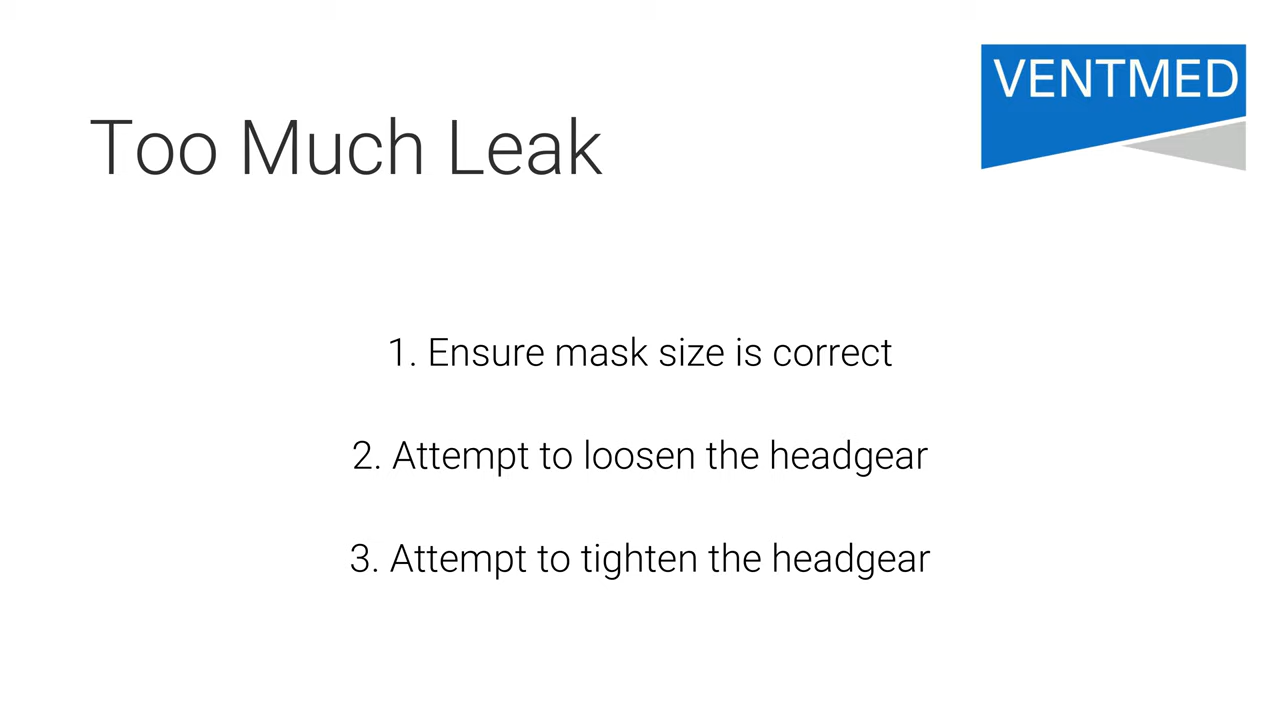 VENTMED
Too Much Leak
1. Ensure mask size is correct
2. Attempt to loosen the headgear
3. Attempt to tighten the headgear